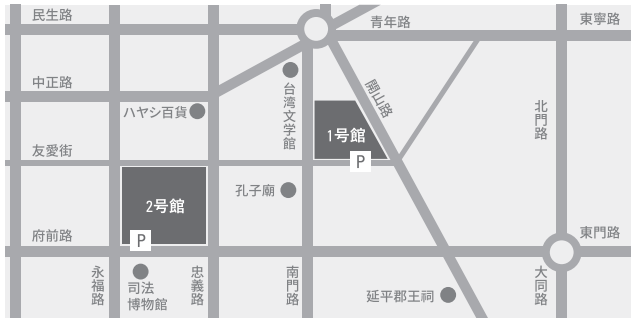 民生路
青年路
東寧路
中正路
台湾文学館
開山路
ハヤシ百貨
1号館
北門路
P
友愛街
孔子廟
2号館
府前路
P
東門路
永福路
司法
博物館
忠義路
南門路
延平郡王祠
大同路